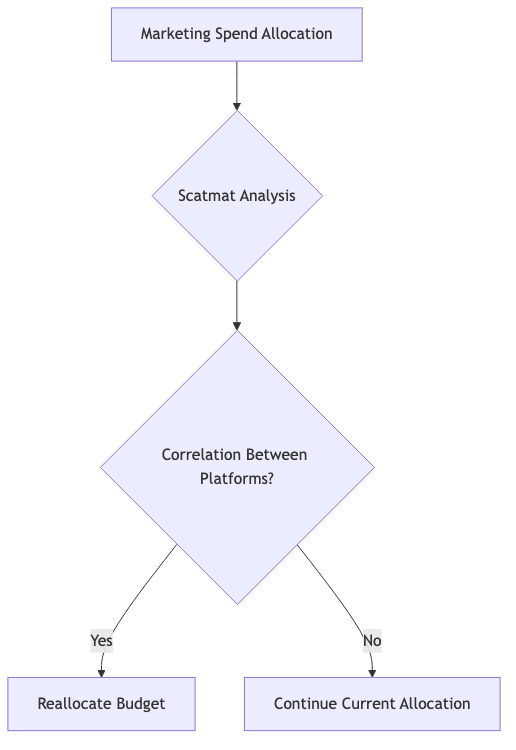 Marketing Spend Allocation
Scatmat Analysis
Correlation Between
Platforms?
Yes
No
Reallocate Budget
Continue Current Allocation